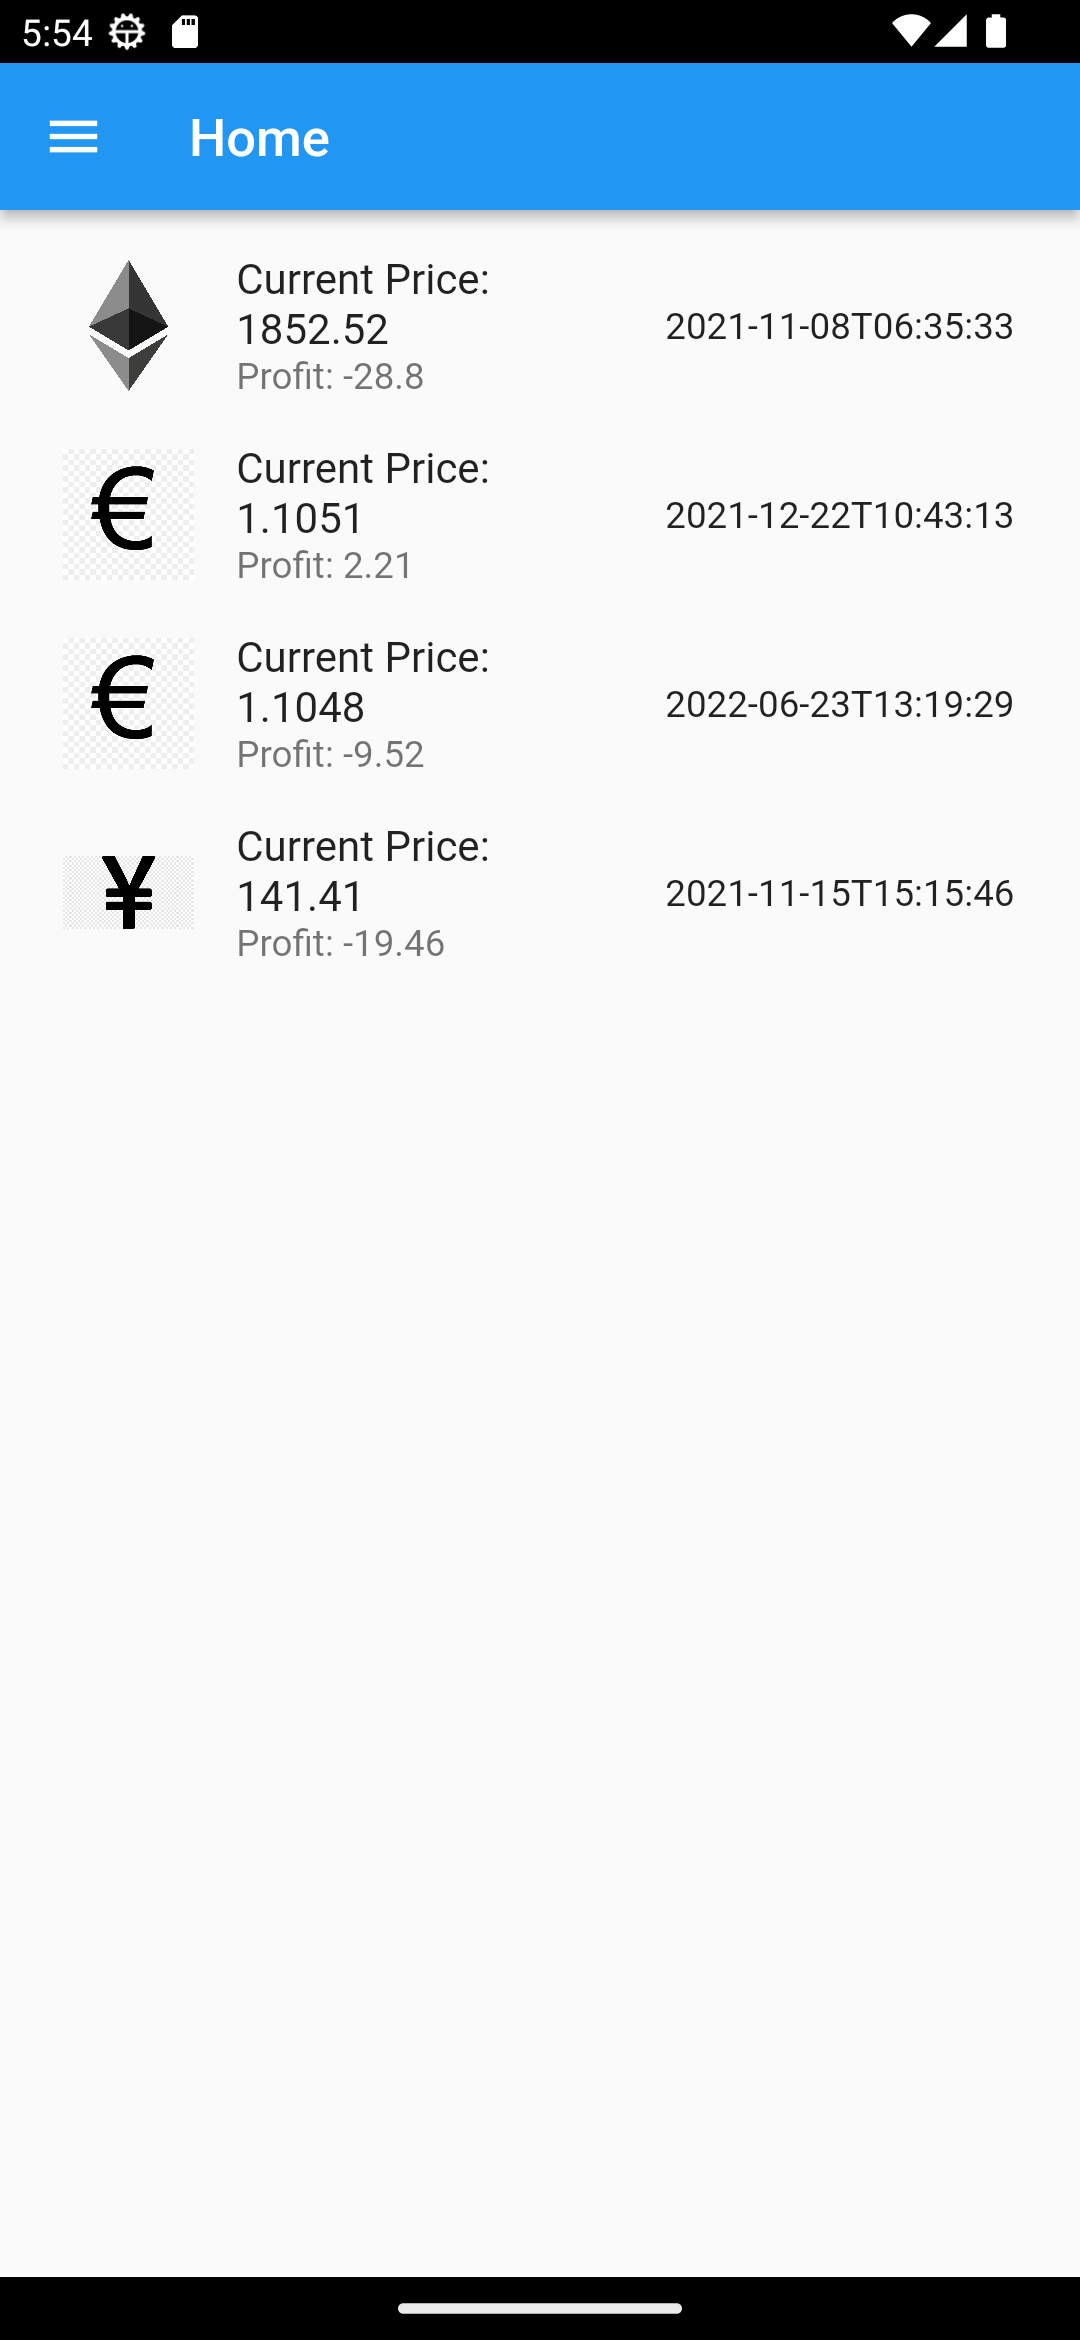 5:54
Home
Current Price:
1852.52
Profit: -28.8
2021-11-08T06:35:33
€
Current Price:
1.1051
Profit: 2.21
2021-12-22T10:43:13
€
Current Price:
1.1048
Profit: -9.52
2022-06-23T13:19:29
¥
Current Price:
141.41
Profit: -19.46
2021-11-15T15:15:46